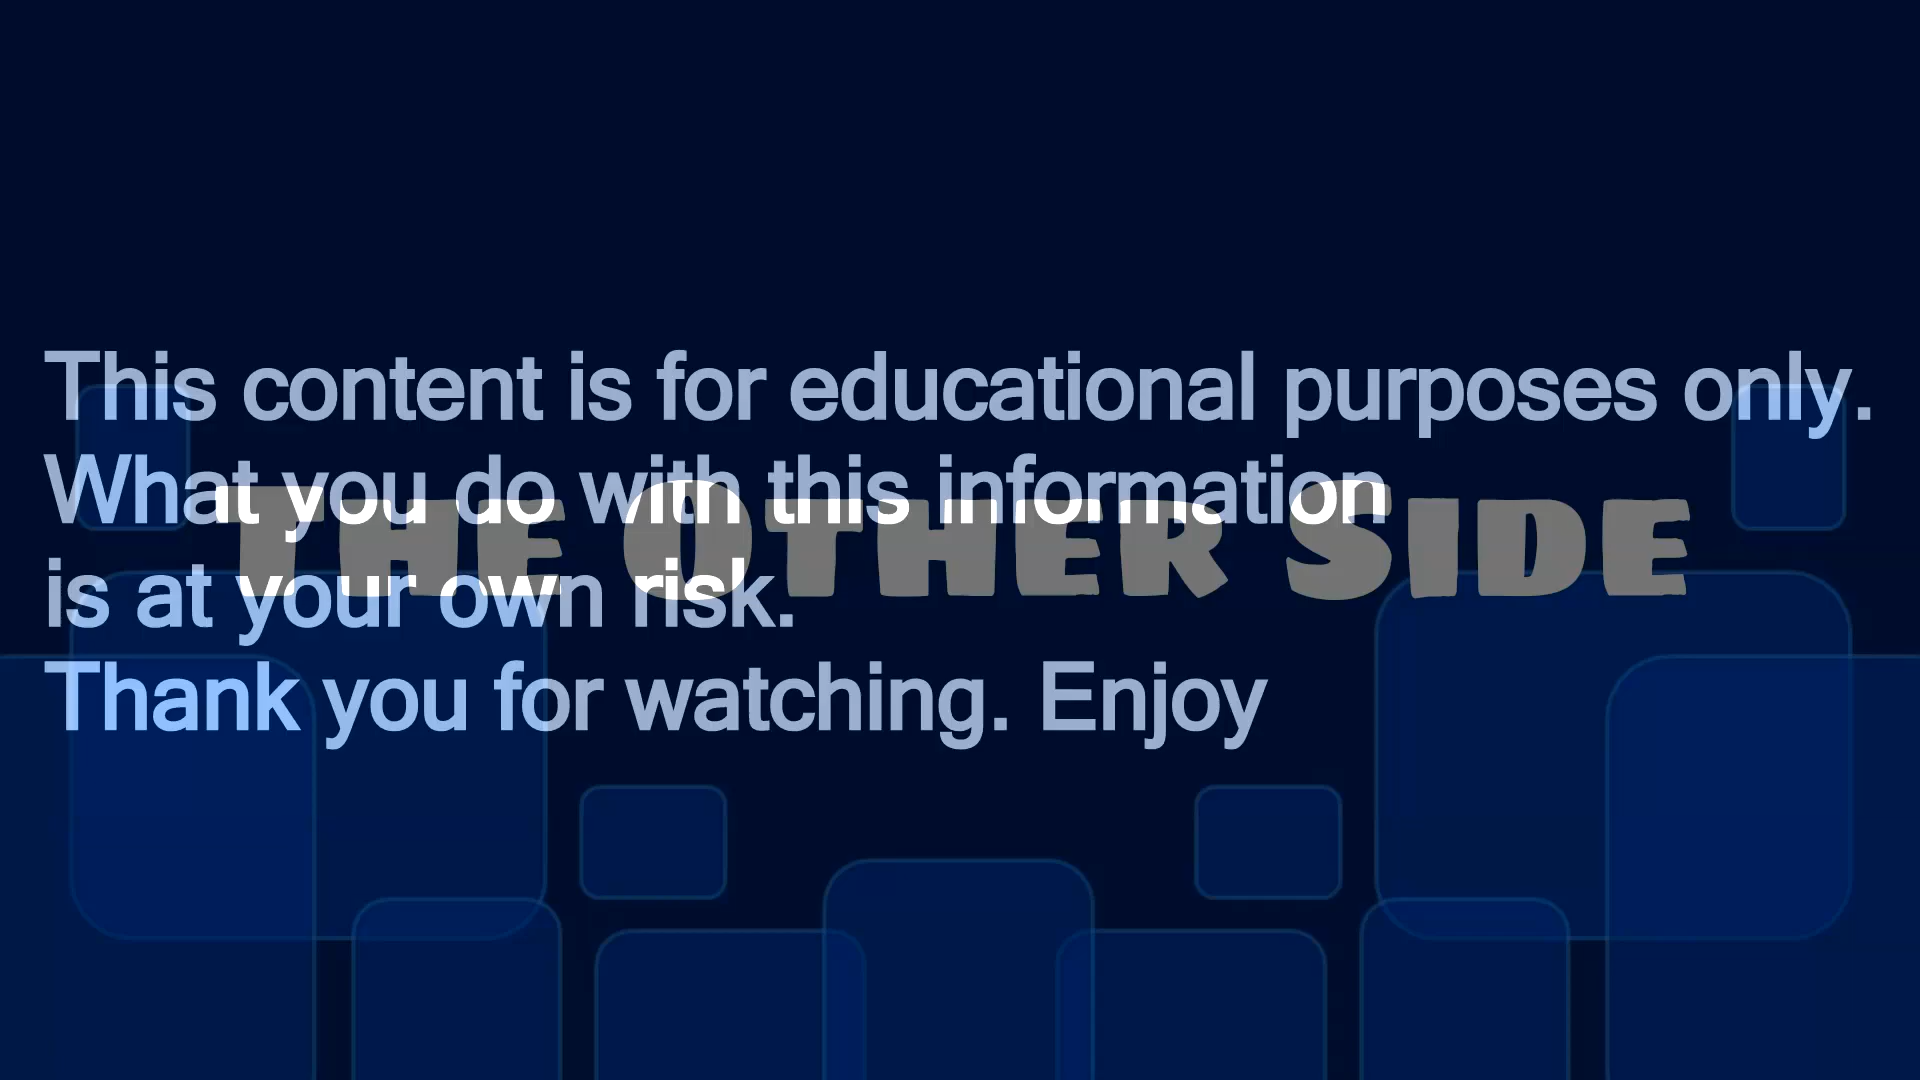 This content is for educational purposes only.
What you do with this information
The Other Side
is at your own risk.
Thank you for watching. Enjoy